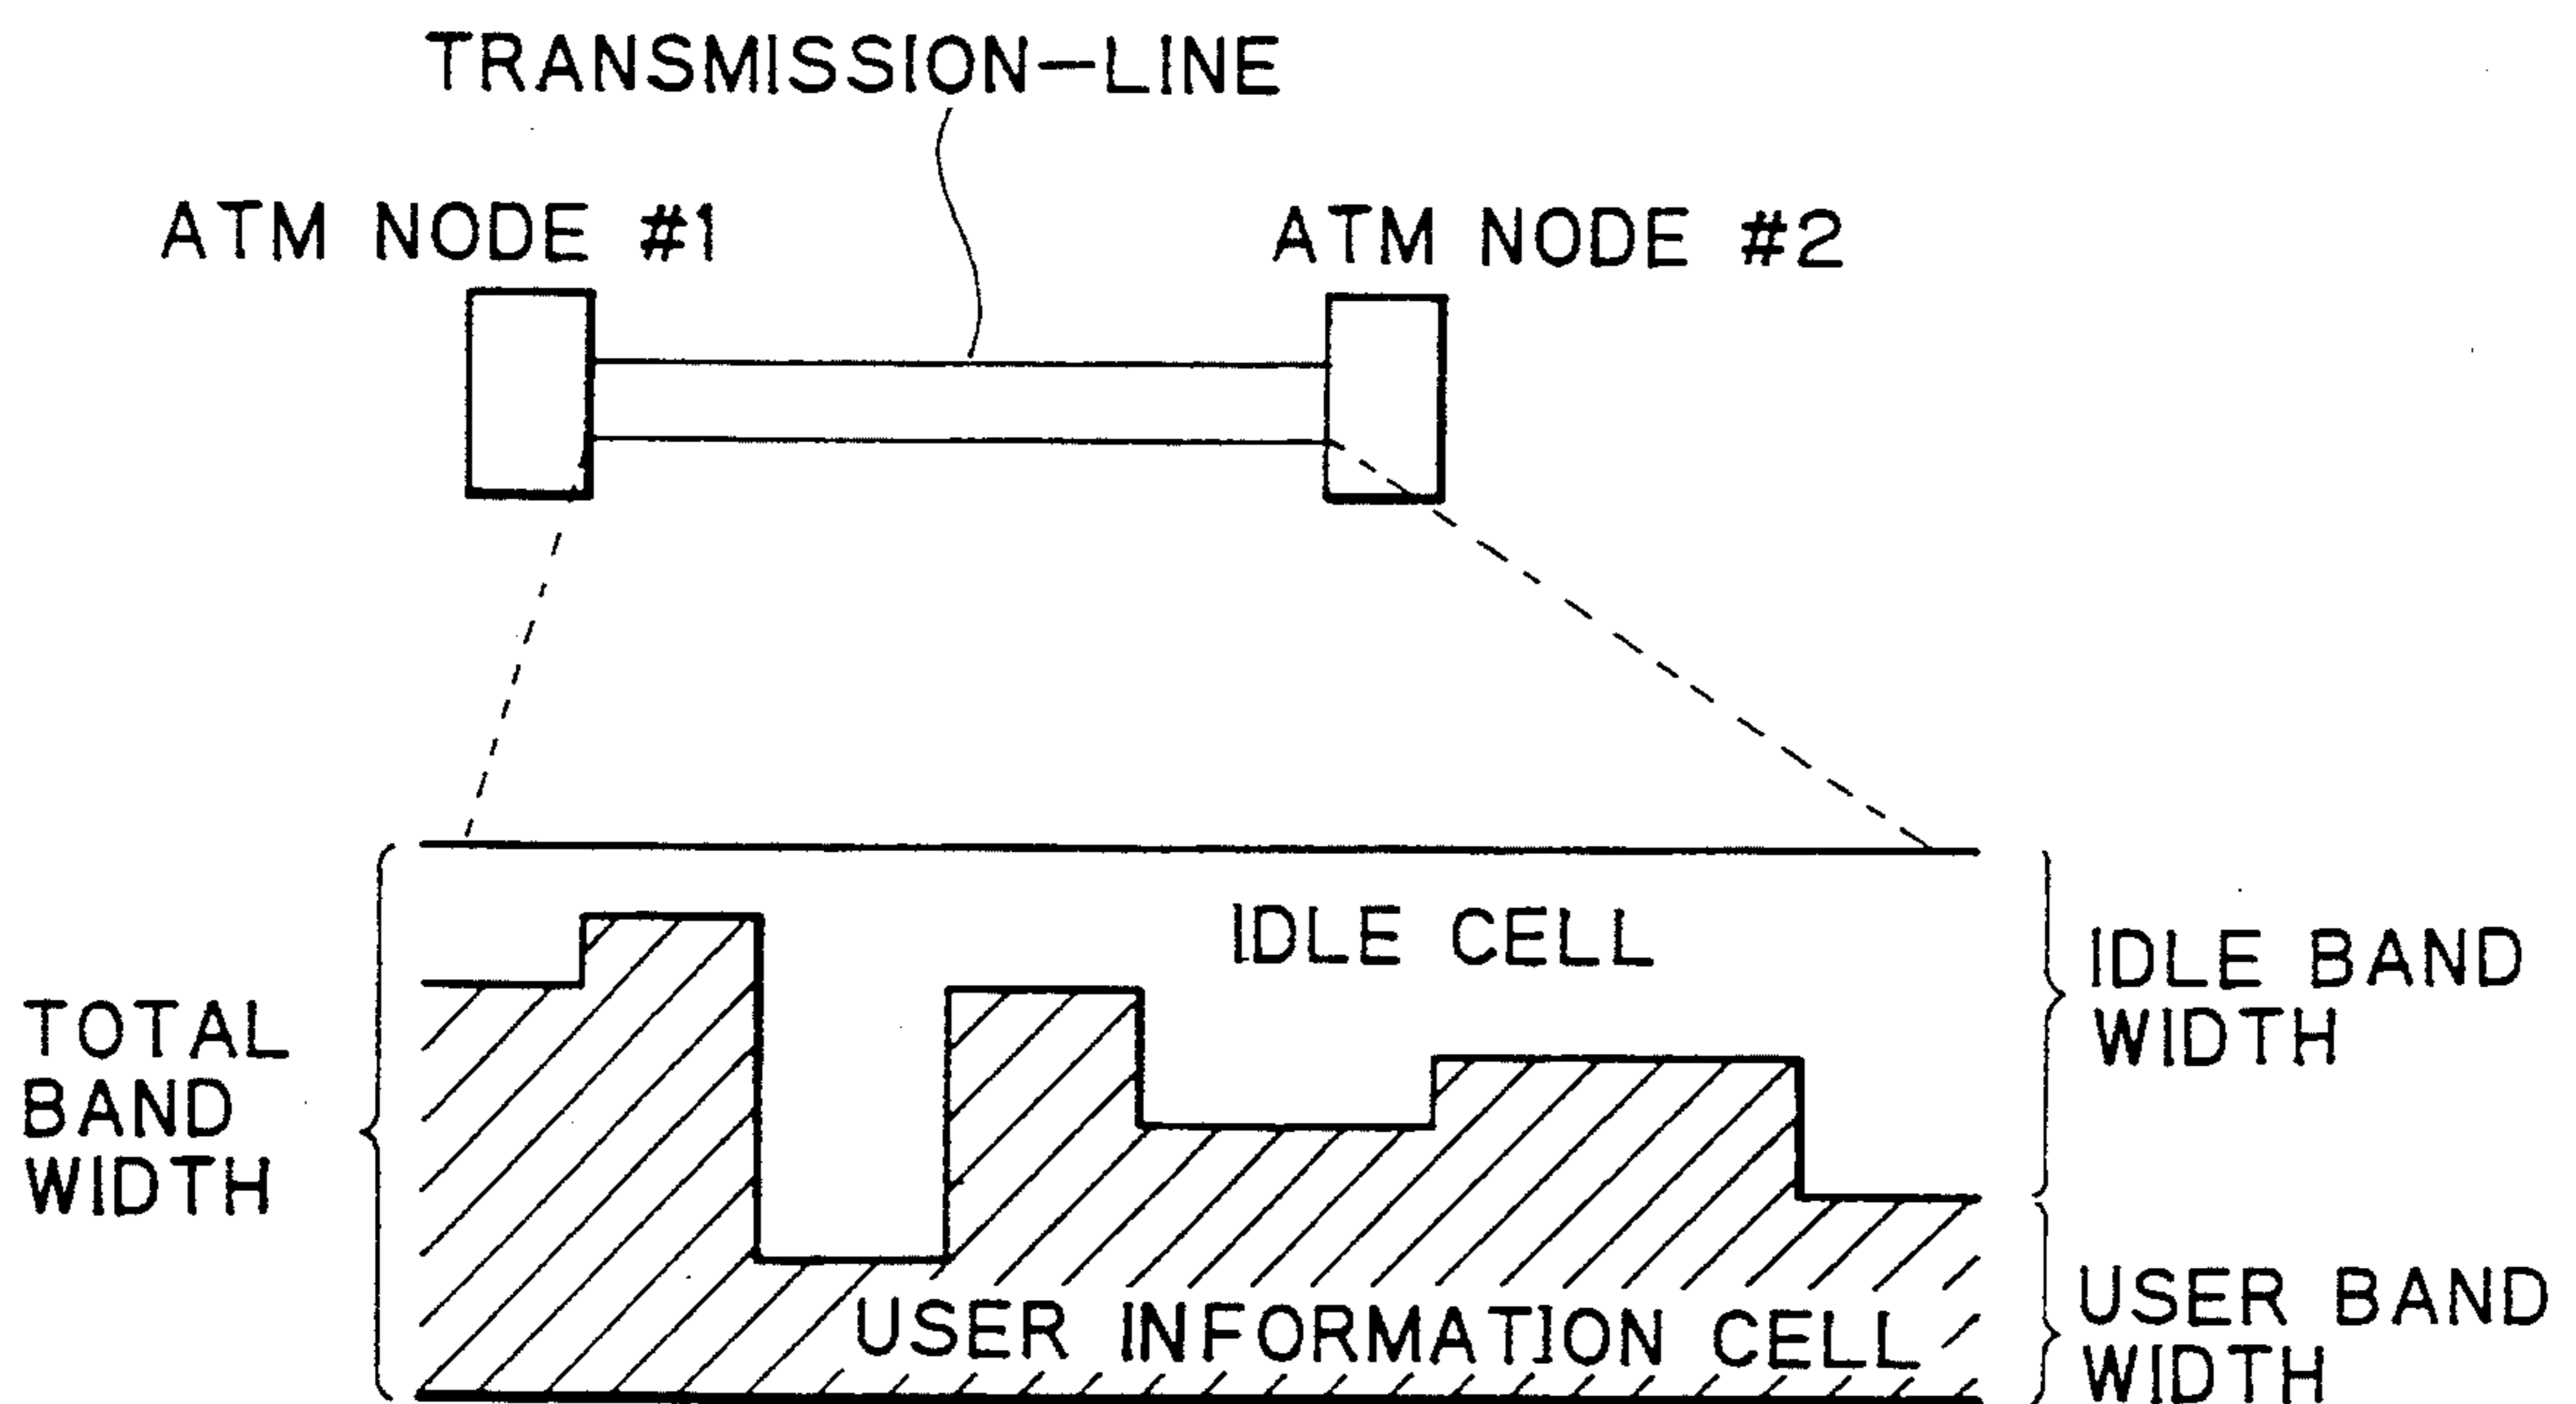 TRANSMISSION-LINE
ATM NODE #1
ATM NODE #2
IDLE CELL
TOTAL
BAND
WIDTH
IDLE BAND
WIDTH
USER INFORMATION CELL
USER BAND
WIDTH